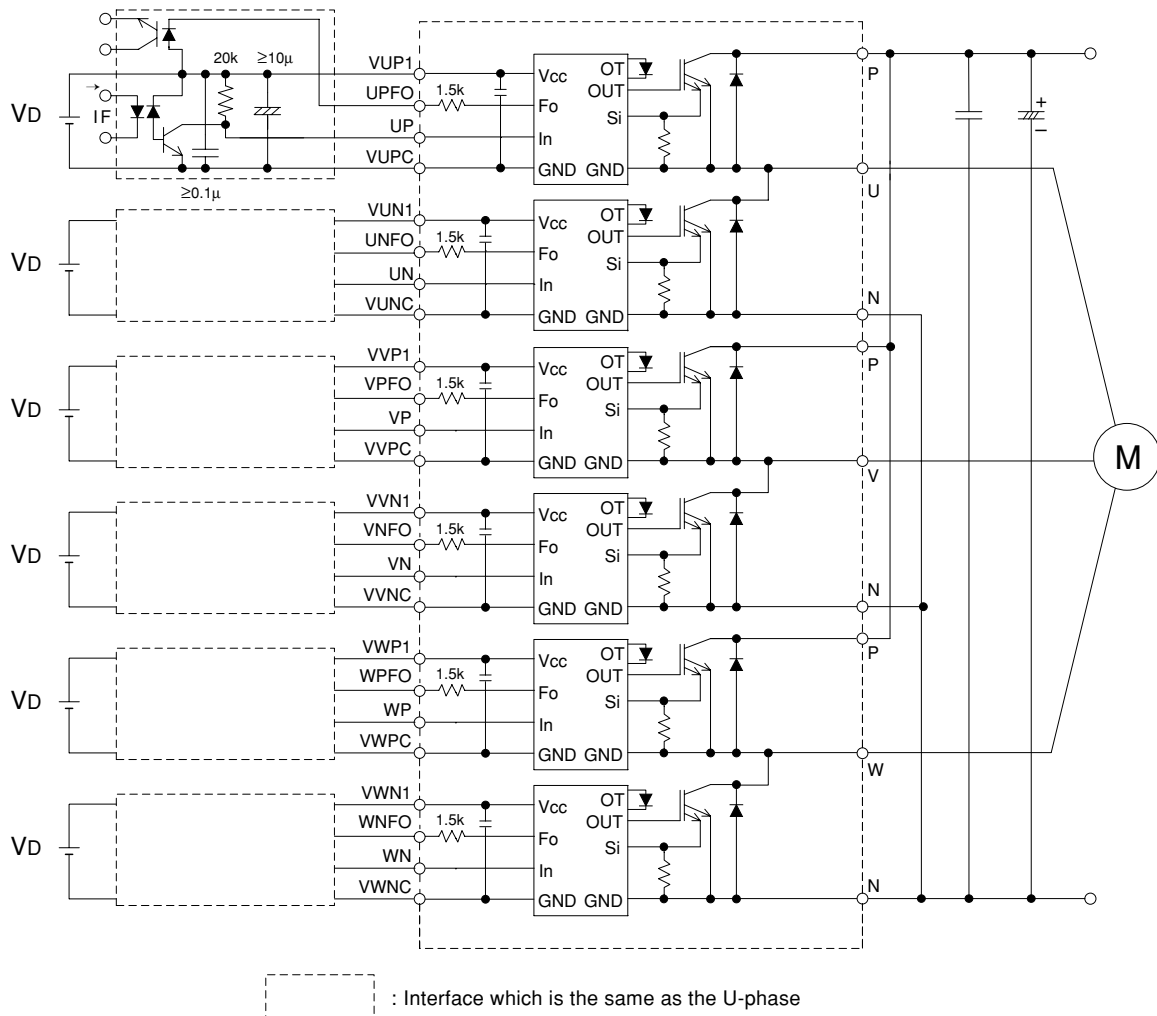 20k ≥10µ
VD IF ≥0.1µ
VUP1
UPFO 1.5k
UP
VUPC
Vcc OT
Fo OUT
In Si
GND GND
P
U
VD
VUN1
UNFO 1.5k
UN
VUNC
Vcc OT
Fo OUT
In Si
GND GND
N
VD
VVP1
VPFO 1.5k
VP
VVPC
Vcc OT
Fo OUT
In Si
GND GND
P
V
VD
VVN1
VNFO 1.5k
VN
VVNC
Vcc OT
Fo OUT
In Si
GND GND
N
VD
VWP1
WPFO 1.5k
WP
VWPC
Vcc OT
Fo OUT
In Si
GND GND
P
W
VD
VWN1
WNFO 1.5k
WN
VWNC
Vcc OT
Fo OUT
In Si
GND GND
N
+
–
M
: Interface which is the same as the U-phase